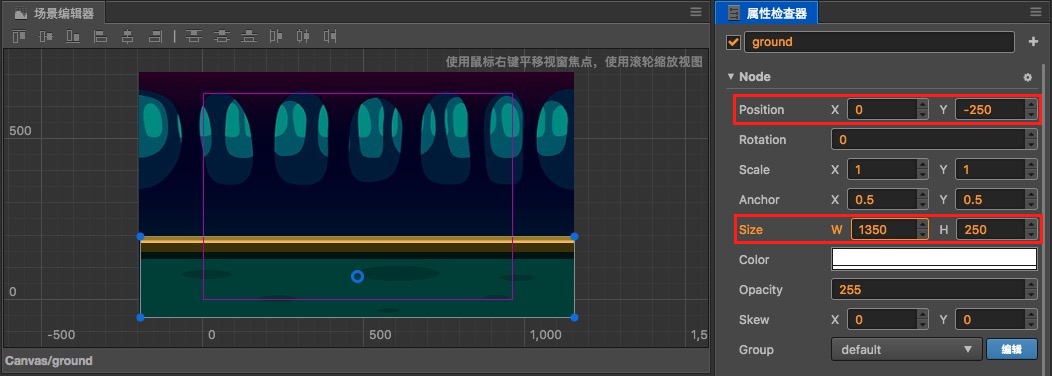 场景编辑器
使用鼠标右键平移视窗焦点，使用滚轮缩放视图
500
0
-500
0
500
1,000
1,5
Canvas/ground
属性检查器
ground
Node
Position X 0 Y -250
Rotation 0
Scale X 1 Y 1
Anchor X 0.5 Y 0.5
Size W 1350 H 250
Color
Opacity 255
Skew X 0 Y 0
Group default 编辑